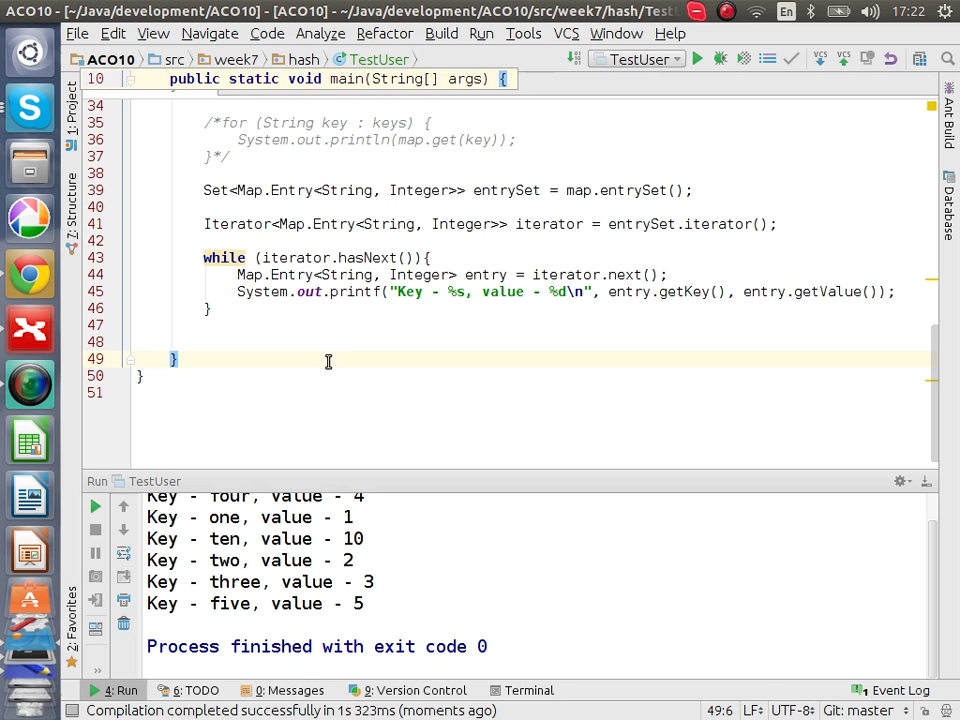 ACO10 - [~/Java/development/ACO10] - [ACO10] - ~/Java/development/ACO10/src/week7/hash/Test
En
17:22
File Edit View Navigate Code Analyze Refactor Build Run Tools VCS Window Help
ACO10 src week7 hash TestUser
TestUser
VCS VCS
10 public static void main(String[] args) {
34
35 /*for (String key : keys) {
36 System.out.println(map.get(key));
37 }*/
38
39 Set<Map.Entry<String, Integer>> entrySet = map.entrySet();
40
41 Iterator<Map.Entry<String, Integer>> iterator = entrySet.iterator();
42
43 while (iterator.hasNext()){
44 Map.Entry<String, Integer> entry = iterator.next();
45 System.out.printf("Key - %s, value - %d\n", entry.getKey(), entry.getValue());
46 }
47
48
49 }
50 }
51
1: Project
7: Structure
2: Favorites
Ant Build
Database
Run TestUser
Key - four, value - 4
Key - one, value - 1
Key - ten, value - 10
Key - two, value - 2
Key - three, value - 3
Key - five, value - 5
Process finished with exit code 0
4: Run 6: TODO 0: Messages 9: Version Control Terminal 1 Event Log
Compilation completed successfully in 1s 323ms (moments ago) 49:6 LF UTF-8 Git: master